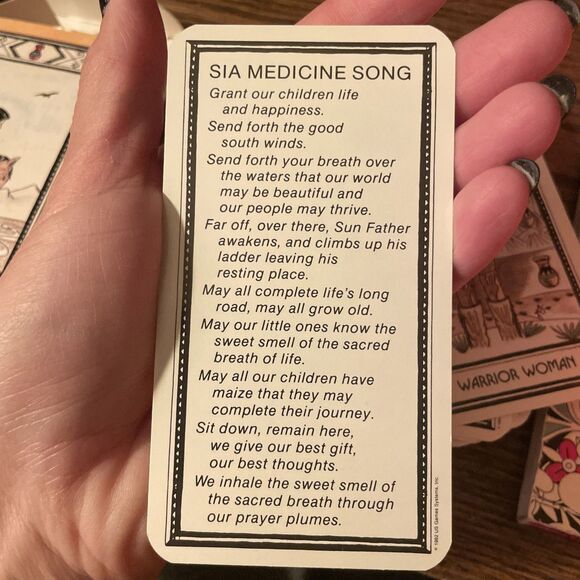 SIA MEDICINE SONG
Grant our children life
and happiness.
Send forth the good
south winds.
Send forth your breath over
the waters that our world
may be beautiful and
our people may thrive.
Far off, over there, Sun Father
awakens, and climbs up his
ladder leaving his
resting place.
May all complete life's long
road, may all grow old.
May our little ones know the
sweet smell of the sacred
breath of life.
May all our children have
maize that they may
complete their journey.
Sit down, remain here,
we give our best gift,
our best thoughts.
We inhale the sweet smell of
the sacred breath through
our prayer plumes.
© 1982 US Games Systems, Inc
WARRIOR WOMAN